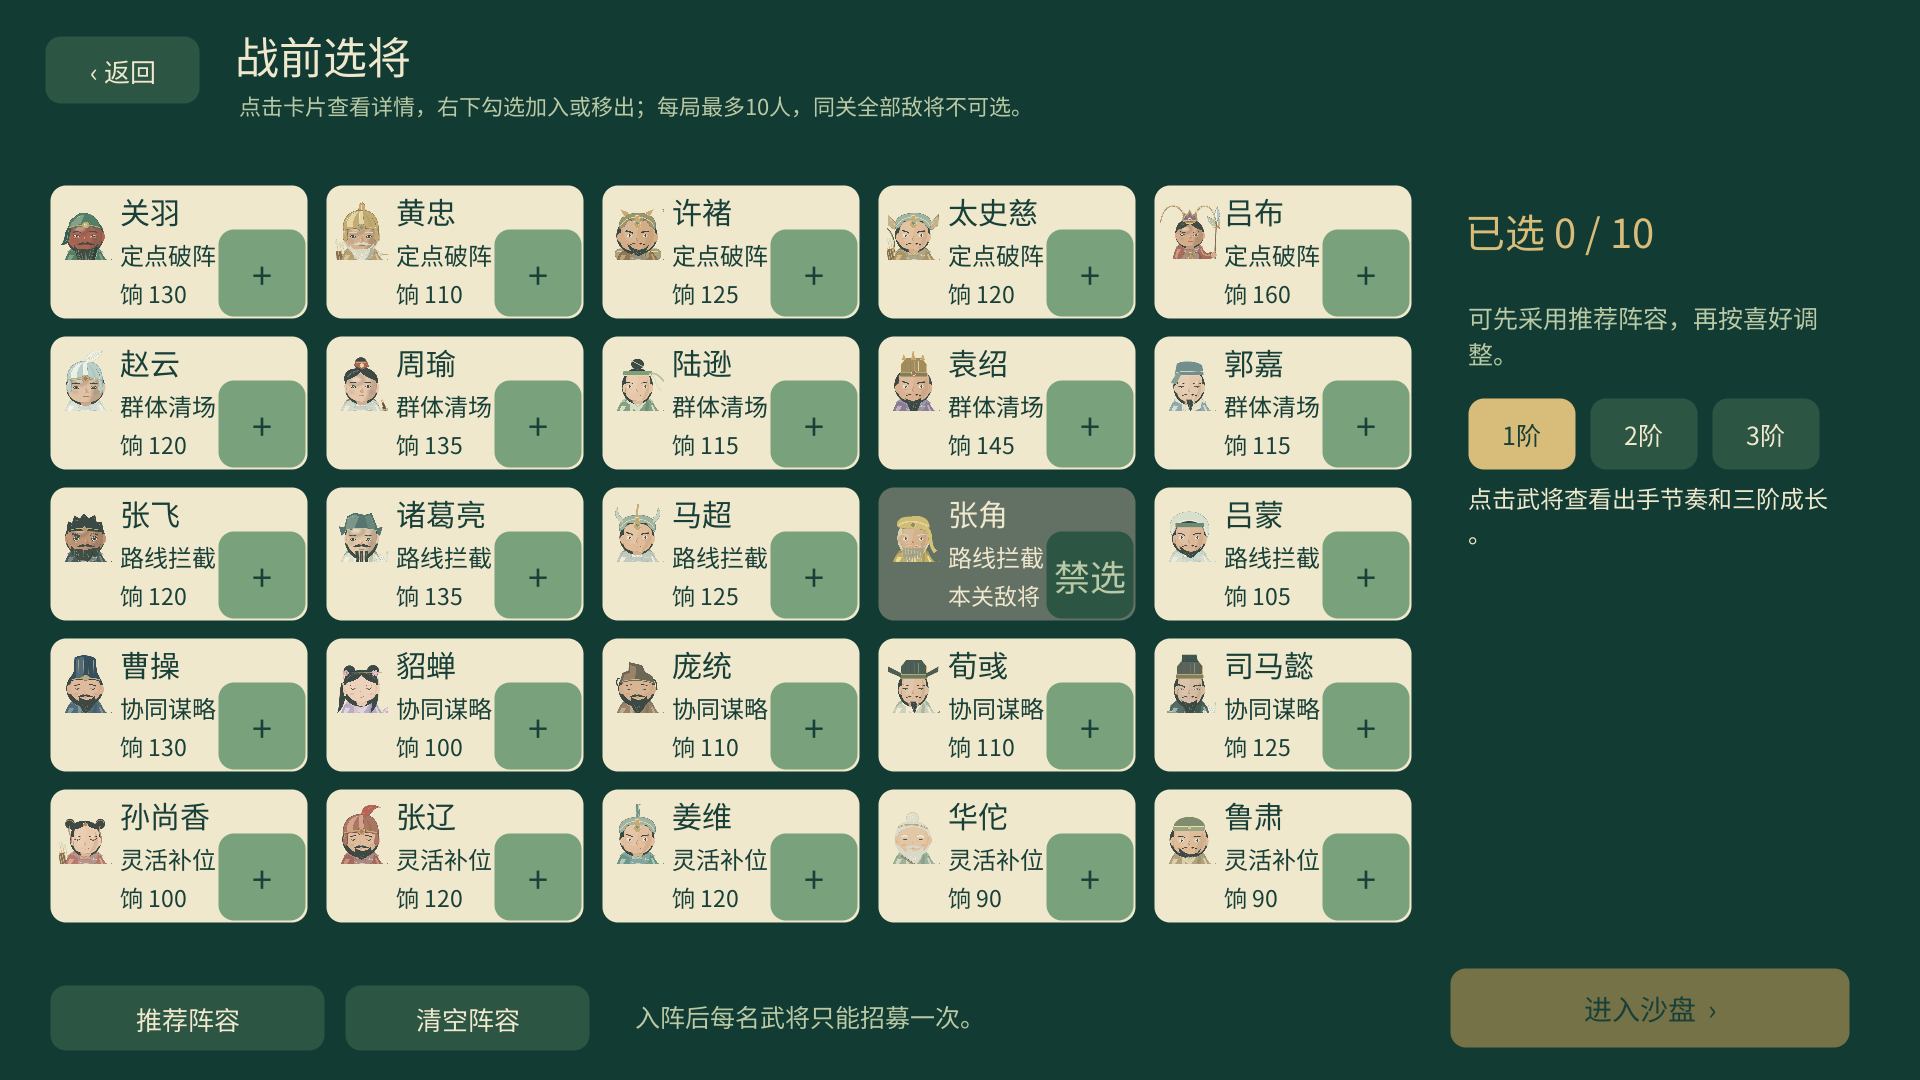 ‹ 返回
战前选将
点击卡片查看详情，右下勾选加入或移出；每局最多10人，同关全部敌将不可选。
关羽
定点破阵
饷 130
+
黄忠
定点破阵
饷 110
+
许褚
定点破阵
饷 125
+
太史慈
定点破阵
饷 120
+
吕布
定点破阵
饷 160
+
赵云
群体清场
饷 120
+
周瑜
群体清场
饷 135
+
陆逊
群体清场
饷 115
+
袁绍
群体清场
饷 145
+
郭嘉
群体清场
饷 115
+
张飞
路线拦截
饷 120
+
诸葛亮
路线拦截
饷 135
+
马超
路线拦截
饷 125
+
张角
路线拦截
本关敌将
禁选
吕蒙
路线拦截
饷 105
+
曹操
协同谋略
饷 130
+
貂蝉
协同谋略
饷 100
+
庞统
协同谋略
饷 110
+
荀彧
协同谋略
饷 110
+
司马懿
协同谋略
饷 125
+
孙尚香
灵活补位
饷 100
+
张辽
灵活补位
饷 120
+
姜维
灵活补位
饷 120
+
华佗
灵活补位
饷 90
+
鲁肃
灵活补位
饷 90
+
已选 0 / 10
可先采用推荐阵容，再按喜好调
整。
1阶
2阶
3阶
点击武将查看出手节奏和三阶成长
。
推荐阵容
清空阵容
入阵后每名武将只能招募一次。
进入沙盘 ›